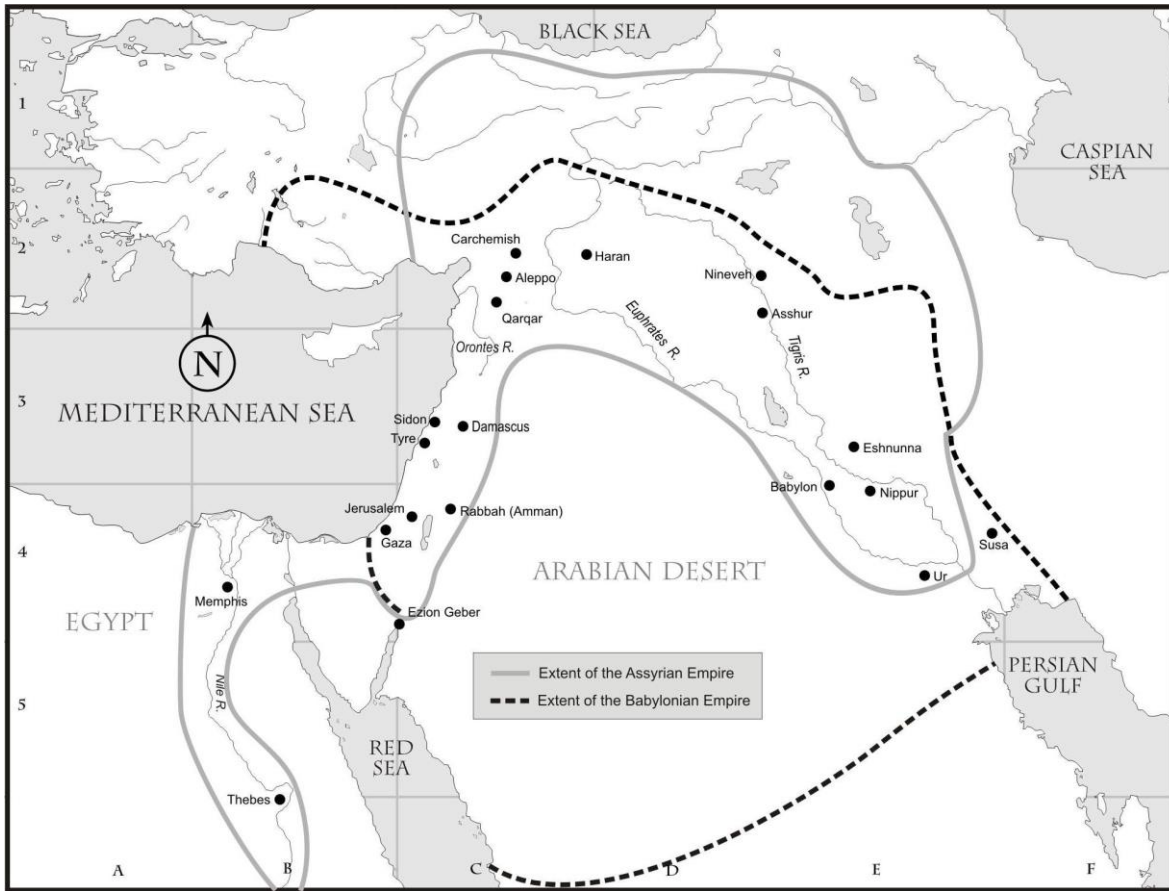 BLACK SEA
1
CASPIAN
SEA
2
Carchemish
Haran
Aleppo
Nineveh
Qarqar
Asshur
Euphrates R.
Orontes R.
Tigris R.
N
3
MEDITERRANEAN SEA
Sidon
Damascus
Tyre
Eshnunna
Babylon
Nippur
Jerusalem
Rabbah (Amman)
Gaza
4
Susa
ARABIAN DESERT
Ur
Memphis
EGYPT
Ezion Geber
Extent of the Assyrian Empire
Extent of the Babylonian Empire
PERSIAN
GULF
Nile R.
5
RED
SEA
Thebes
A
B
C
D
E
F